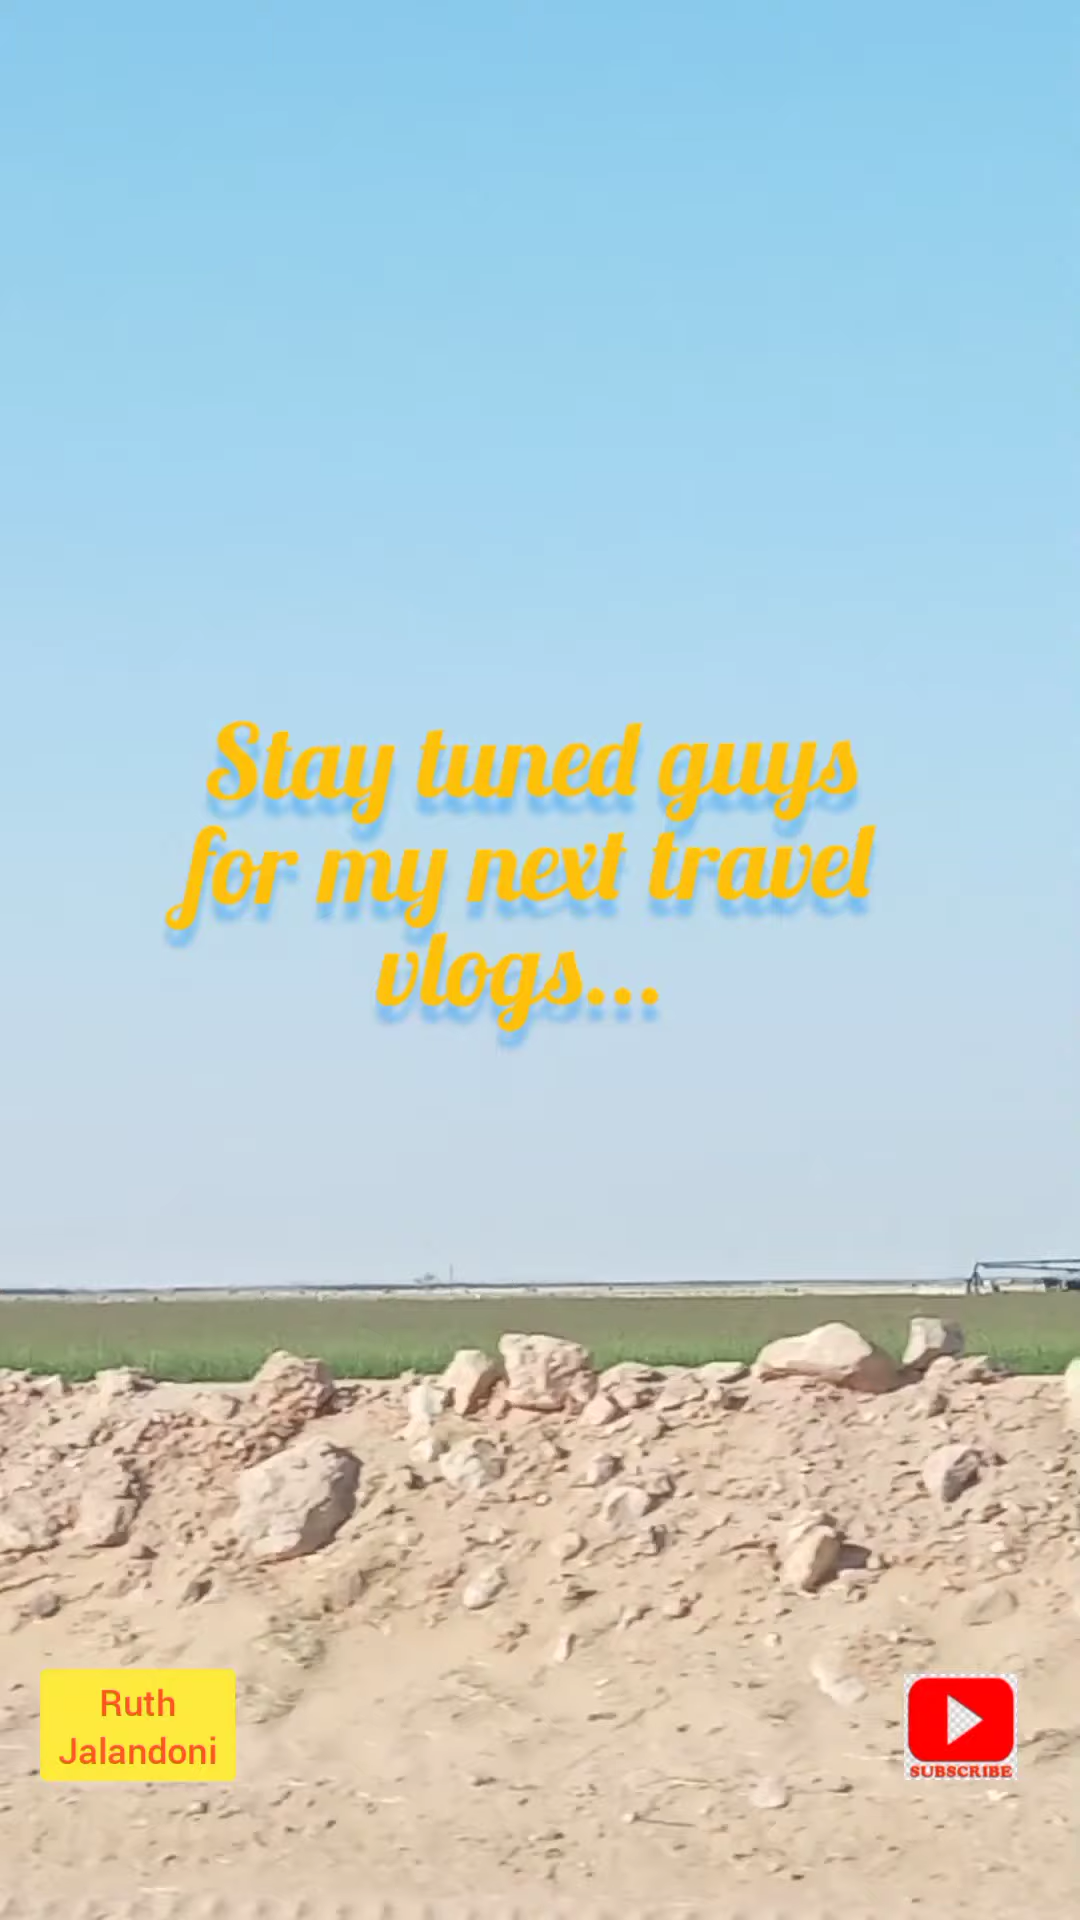 Stay tuned guys
for my next travel
vlogs...
Ruth
Jalandoni
SUBSCRIBE